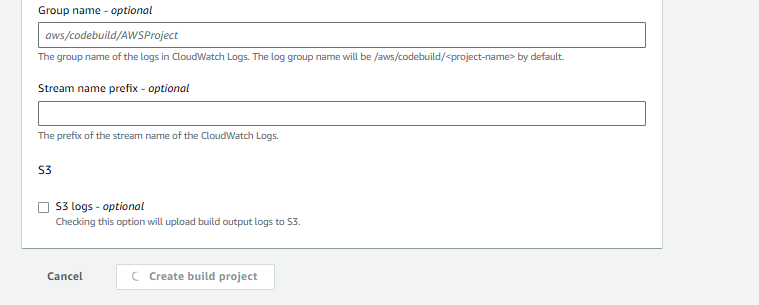 Group name - optional
aws/codebuild/AWSProject
The group name of the logs in CloudWatch Logs. The log group name will be /aws/codebuild/<project-name> by default.
Stream name prefix - optional
The prefix of the stream name of the CloudWatch Logs.
S3
S3 logs - optional
Checking this option will upload build output logs to S3.
Cancel
Create build project